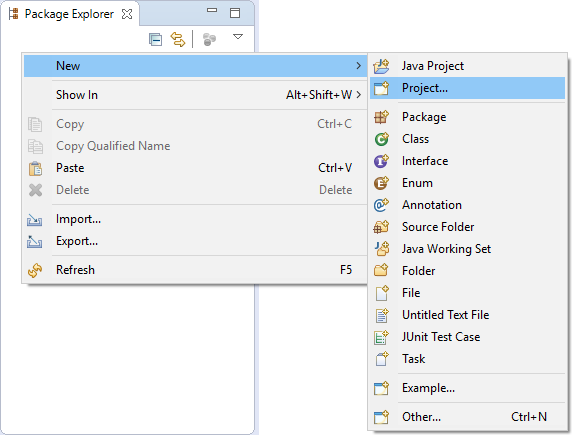 Package Explorer
New
Show In Alt+Shift+W
Copy Ctrl+C
Copy Qualified Name
Paste Ctrl+V
Delete Delete
Import...
Export...
Refresh F5
Java Project
Project...
Package
Class
Interface
Enum
Annotation
Source Folder
Java Working Set
Folder
File
Untitled Text File
JUnit Test Case
Task
Example...
Other... Ctrl+N